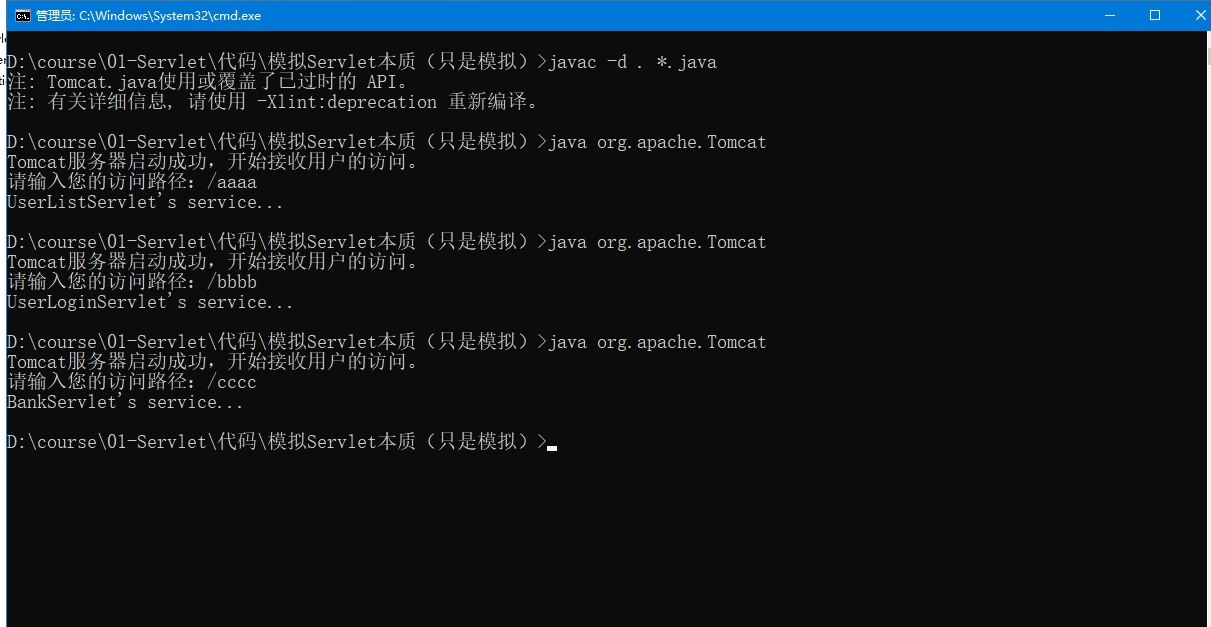 管理员: C:\Windows\System32\cmd.exe
D:\course\01-Servlet\代码\模拟Servlet本质（只是模拟）>javac -d . *.java
注: Tomcat.java使用或覆盖了已过时的 API。
注: 有关详细信息, 请使用 -Xlint:deprecation 重新编译。
D:\course\01-Servlet\代码\模拟Servlet本质（只是模拟）>java org.apache.Tomcat
Tomcat服务器启动成功，开始接收用户的访问。
请输入您的访问路径：/aaaa
UserListServlet's service...
D:\course\01-Servlet\代码\模拟Servlet本质（只是模拟）>java org.apache.Tomcat
Tomcat服务器启动成功，开始接收用户的访问。
请输入您的访问路径：/bbbb
UserLoginServlet's service...
D:\course\01-Servlet\代码\模拟Servlet本质（只是模拟）>java org.apache.Tomcat
Tomcat服务器启动成功，开始接收用户的访问。
请输入您的访问路径：/cccc
BankServlet's service...
D:\course\01-Servlet\代码\模拟Servlet本质（只是模拟）>